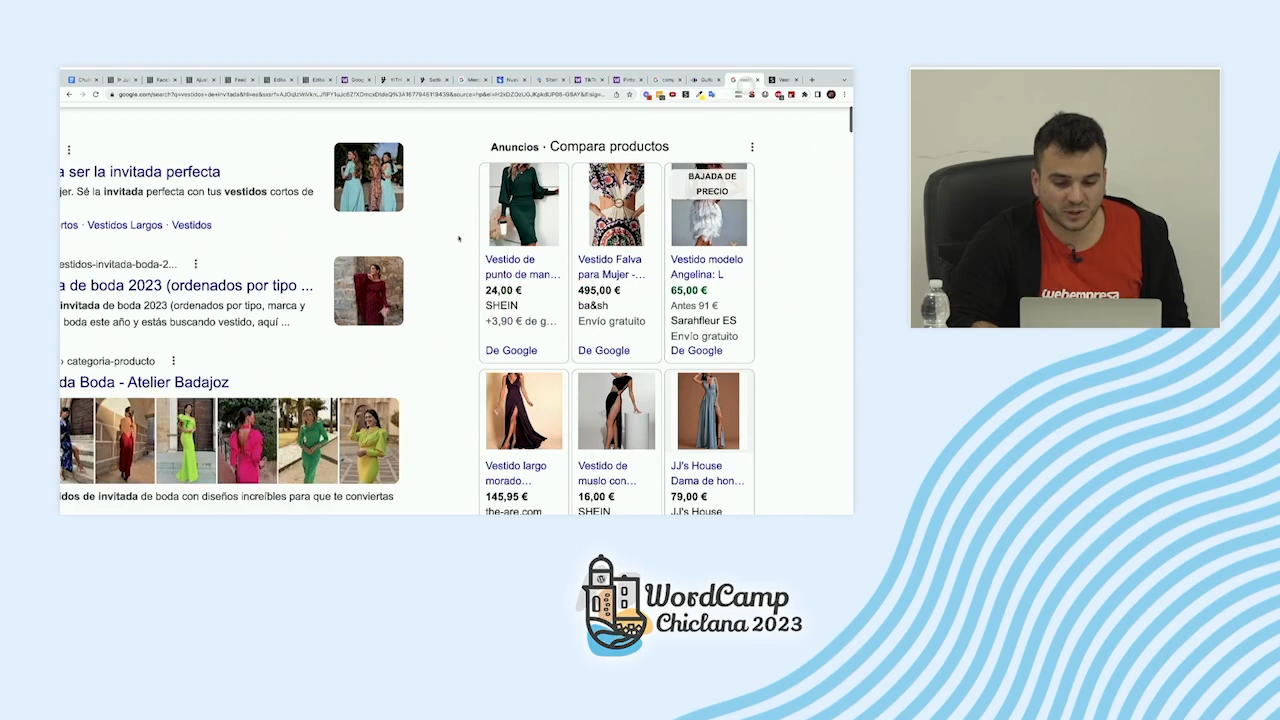 Anuncios · Compara productos
a ser la invitada perfecta
jer. Sé la invitada perfecta con tus vestidos cortos de
ortos · Vestidos Largos · Vestidos
estidos-invitada-boda-2...
a de boda 2023 (ordenados por tipo ...
invitada de boda 2023 (ordenados por tipo, marca y
boda este año y estás buscando vestido, aquí ...
› categoria-producto
da Boda - Atelier Badajoz
idos de invitada de boda con diseños increíbles para que te conviertas
Vestido de
punto de man...
24,00 €
SHEIN
+3,90 € de g...
De Google
Vestido Falva
para Mujer -...
495,00 €
ba&sh
Envío gratuito
De Google
BAJADA DE
PRECIO
Vestido modelo
Angelina: L
65,00 €
Antes 91 €
Sarahfleur ES
Envío gratuito
De Google
Vestido largo
morado...
145,95 €
the-are.com
Vestido de
muslo con...
16,00 €
SHEIN
JJ's House
Dama de hon...
79,00 €
JJ's House
webempresa
WordCamp
Chiclana 2023